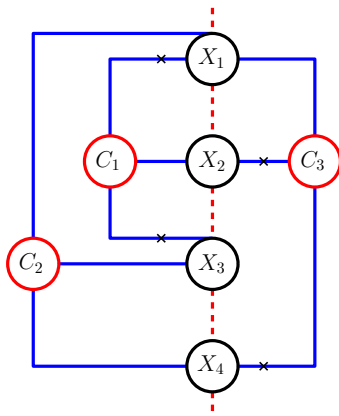 X₁
C₁ X₂ C₃
C₂ X₃
X₄